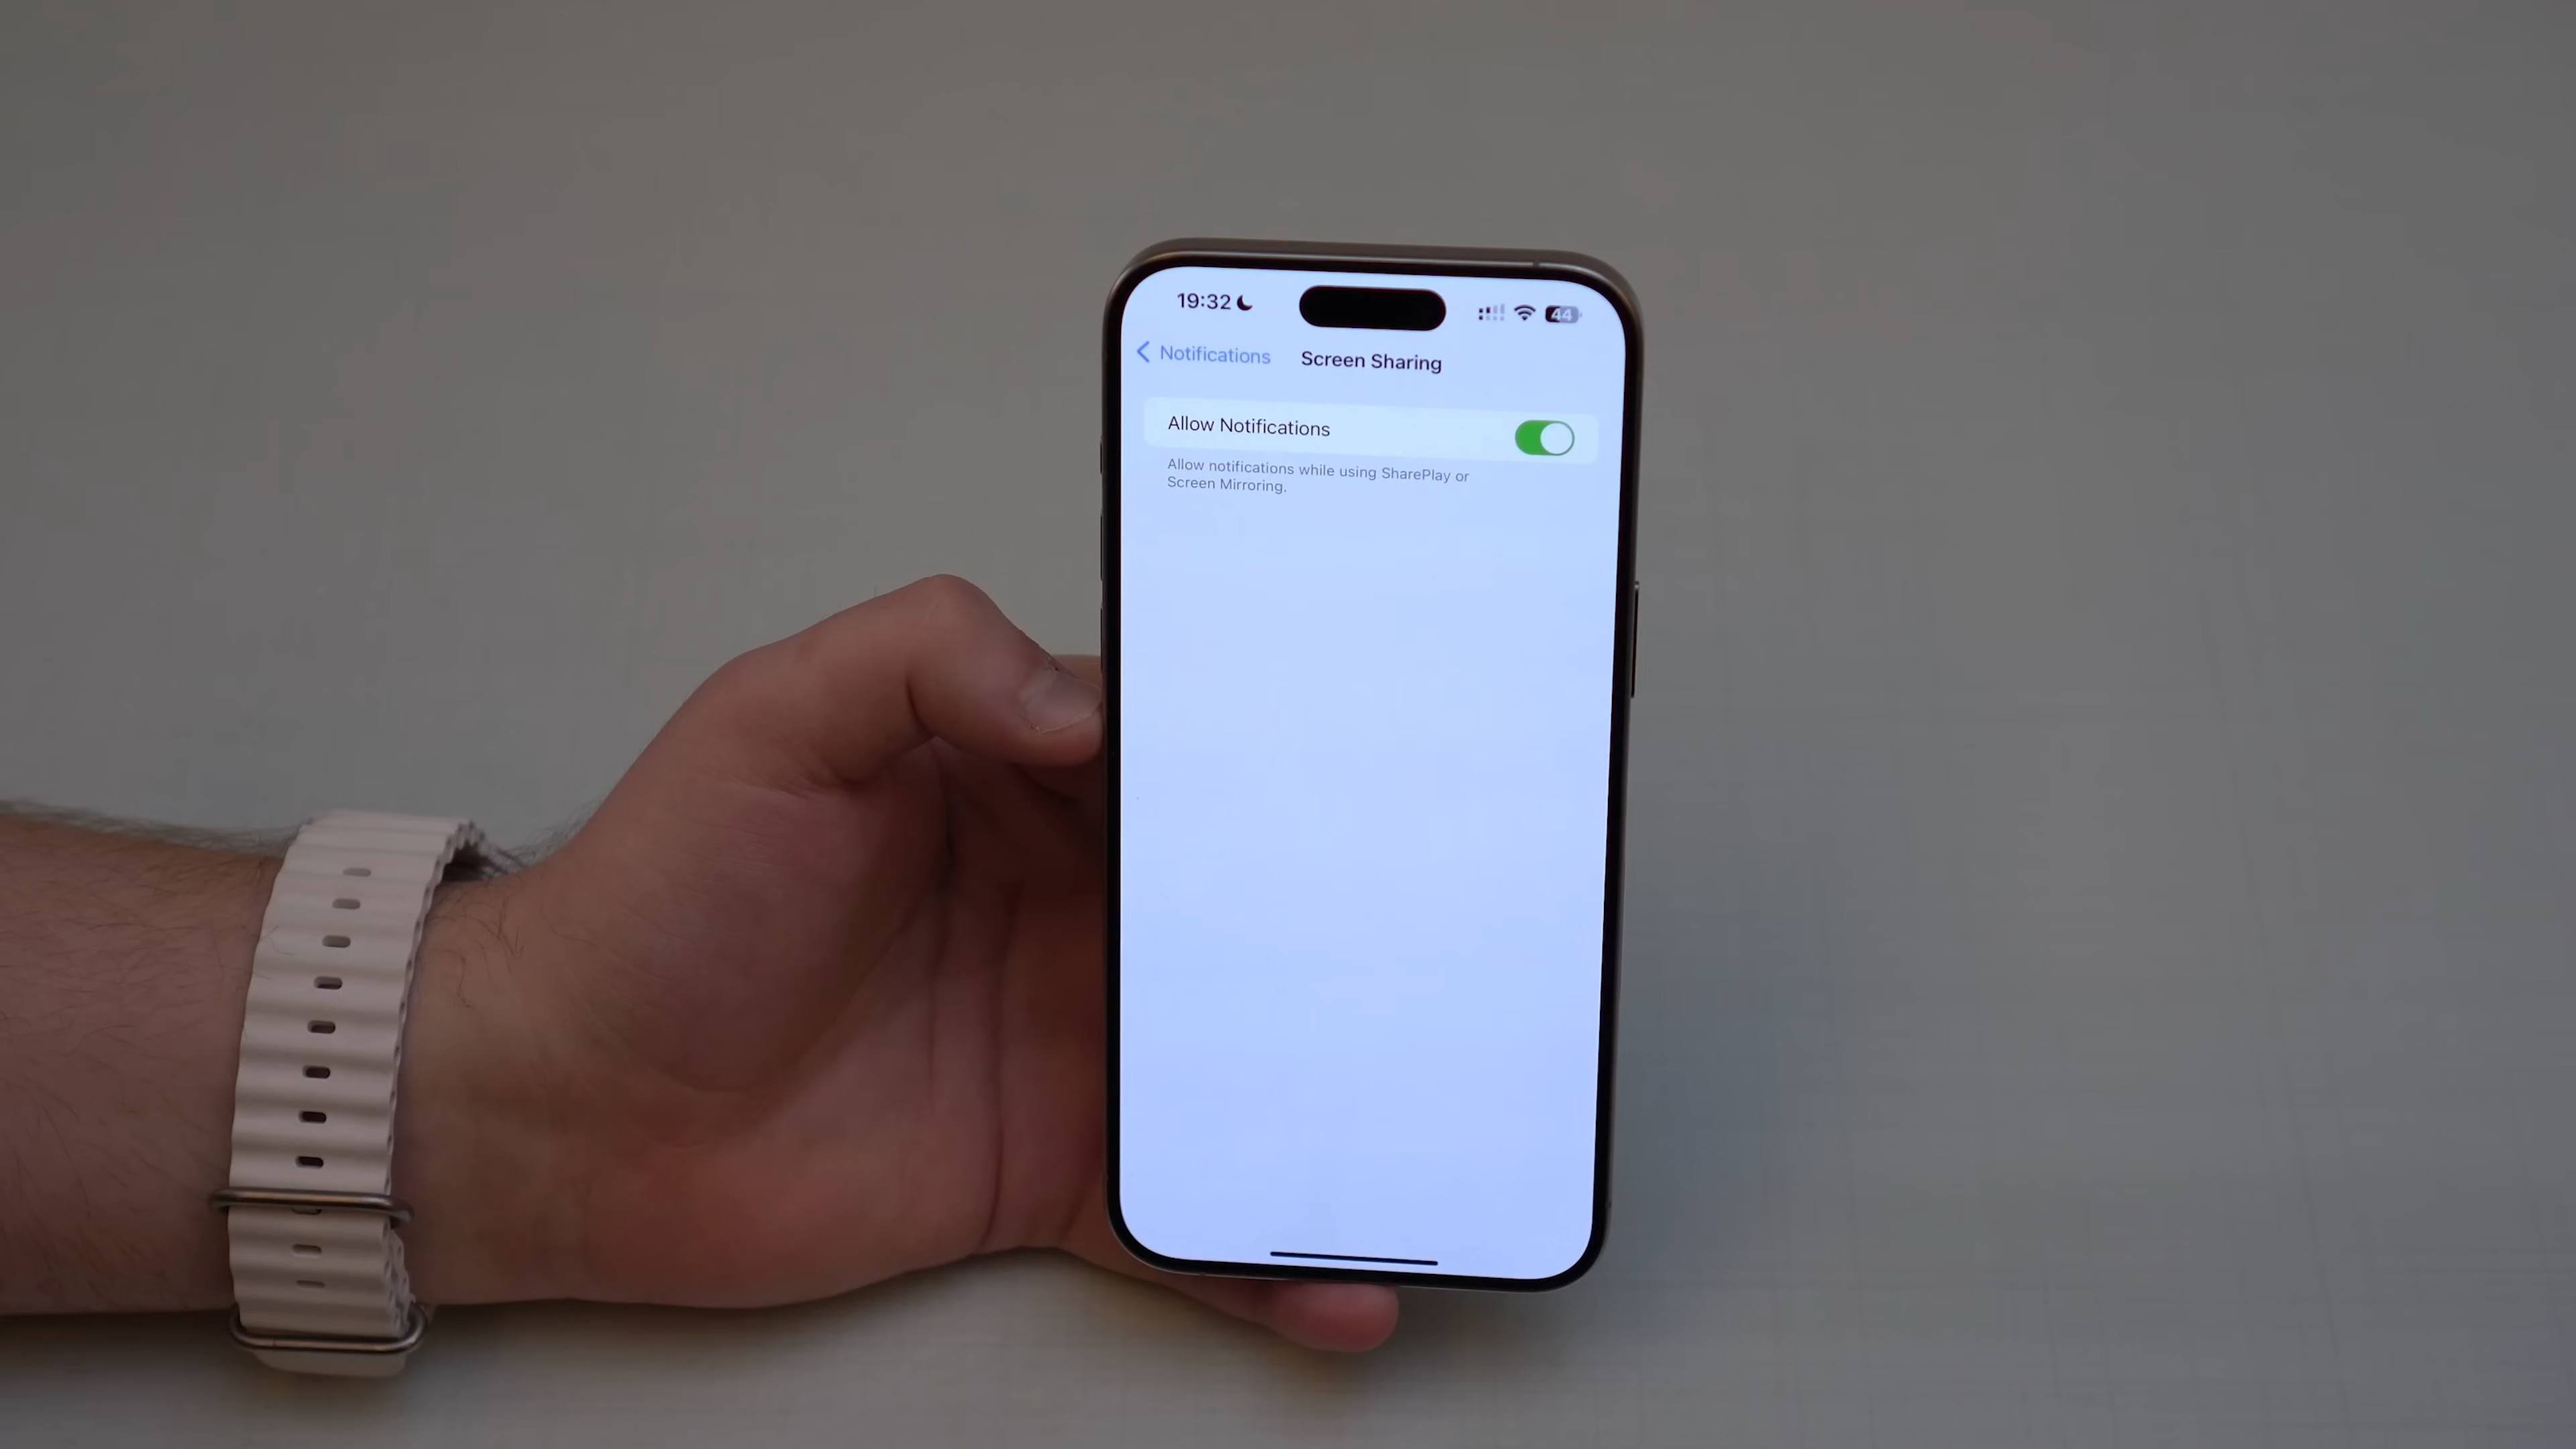 19:32
44
Notifications
Screen Sharing
Allow Notifications
Allow notifications while using SharePlay or
Screen Mirroring.